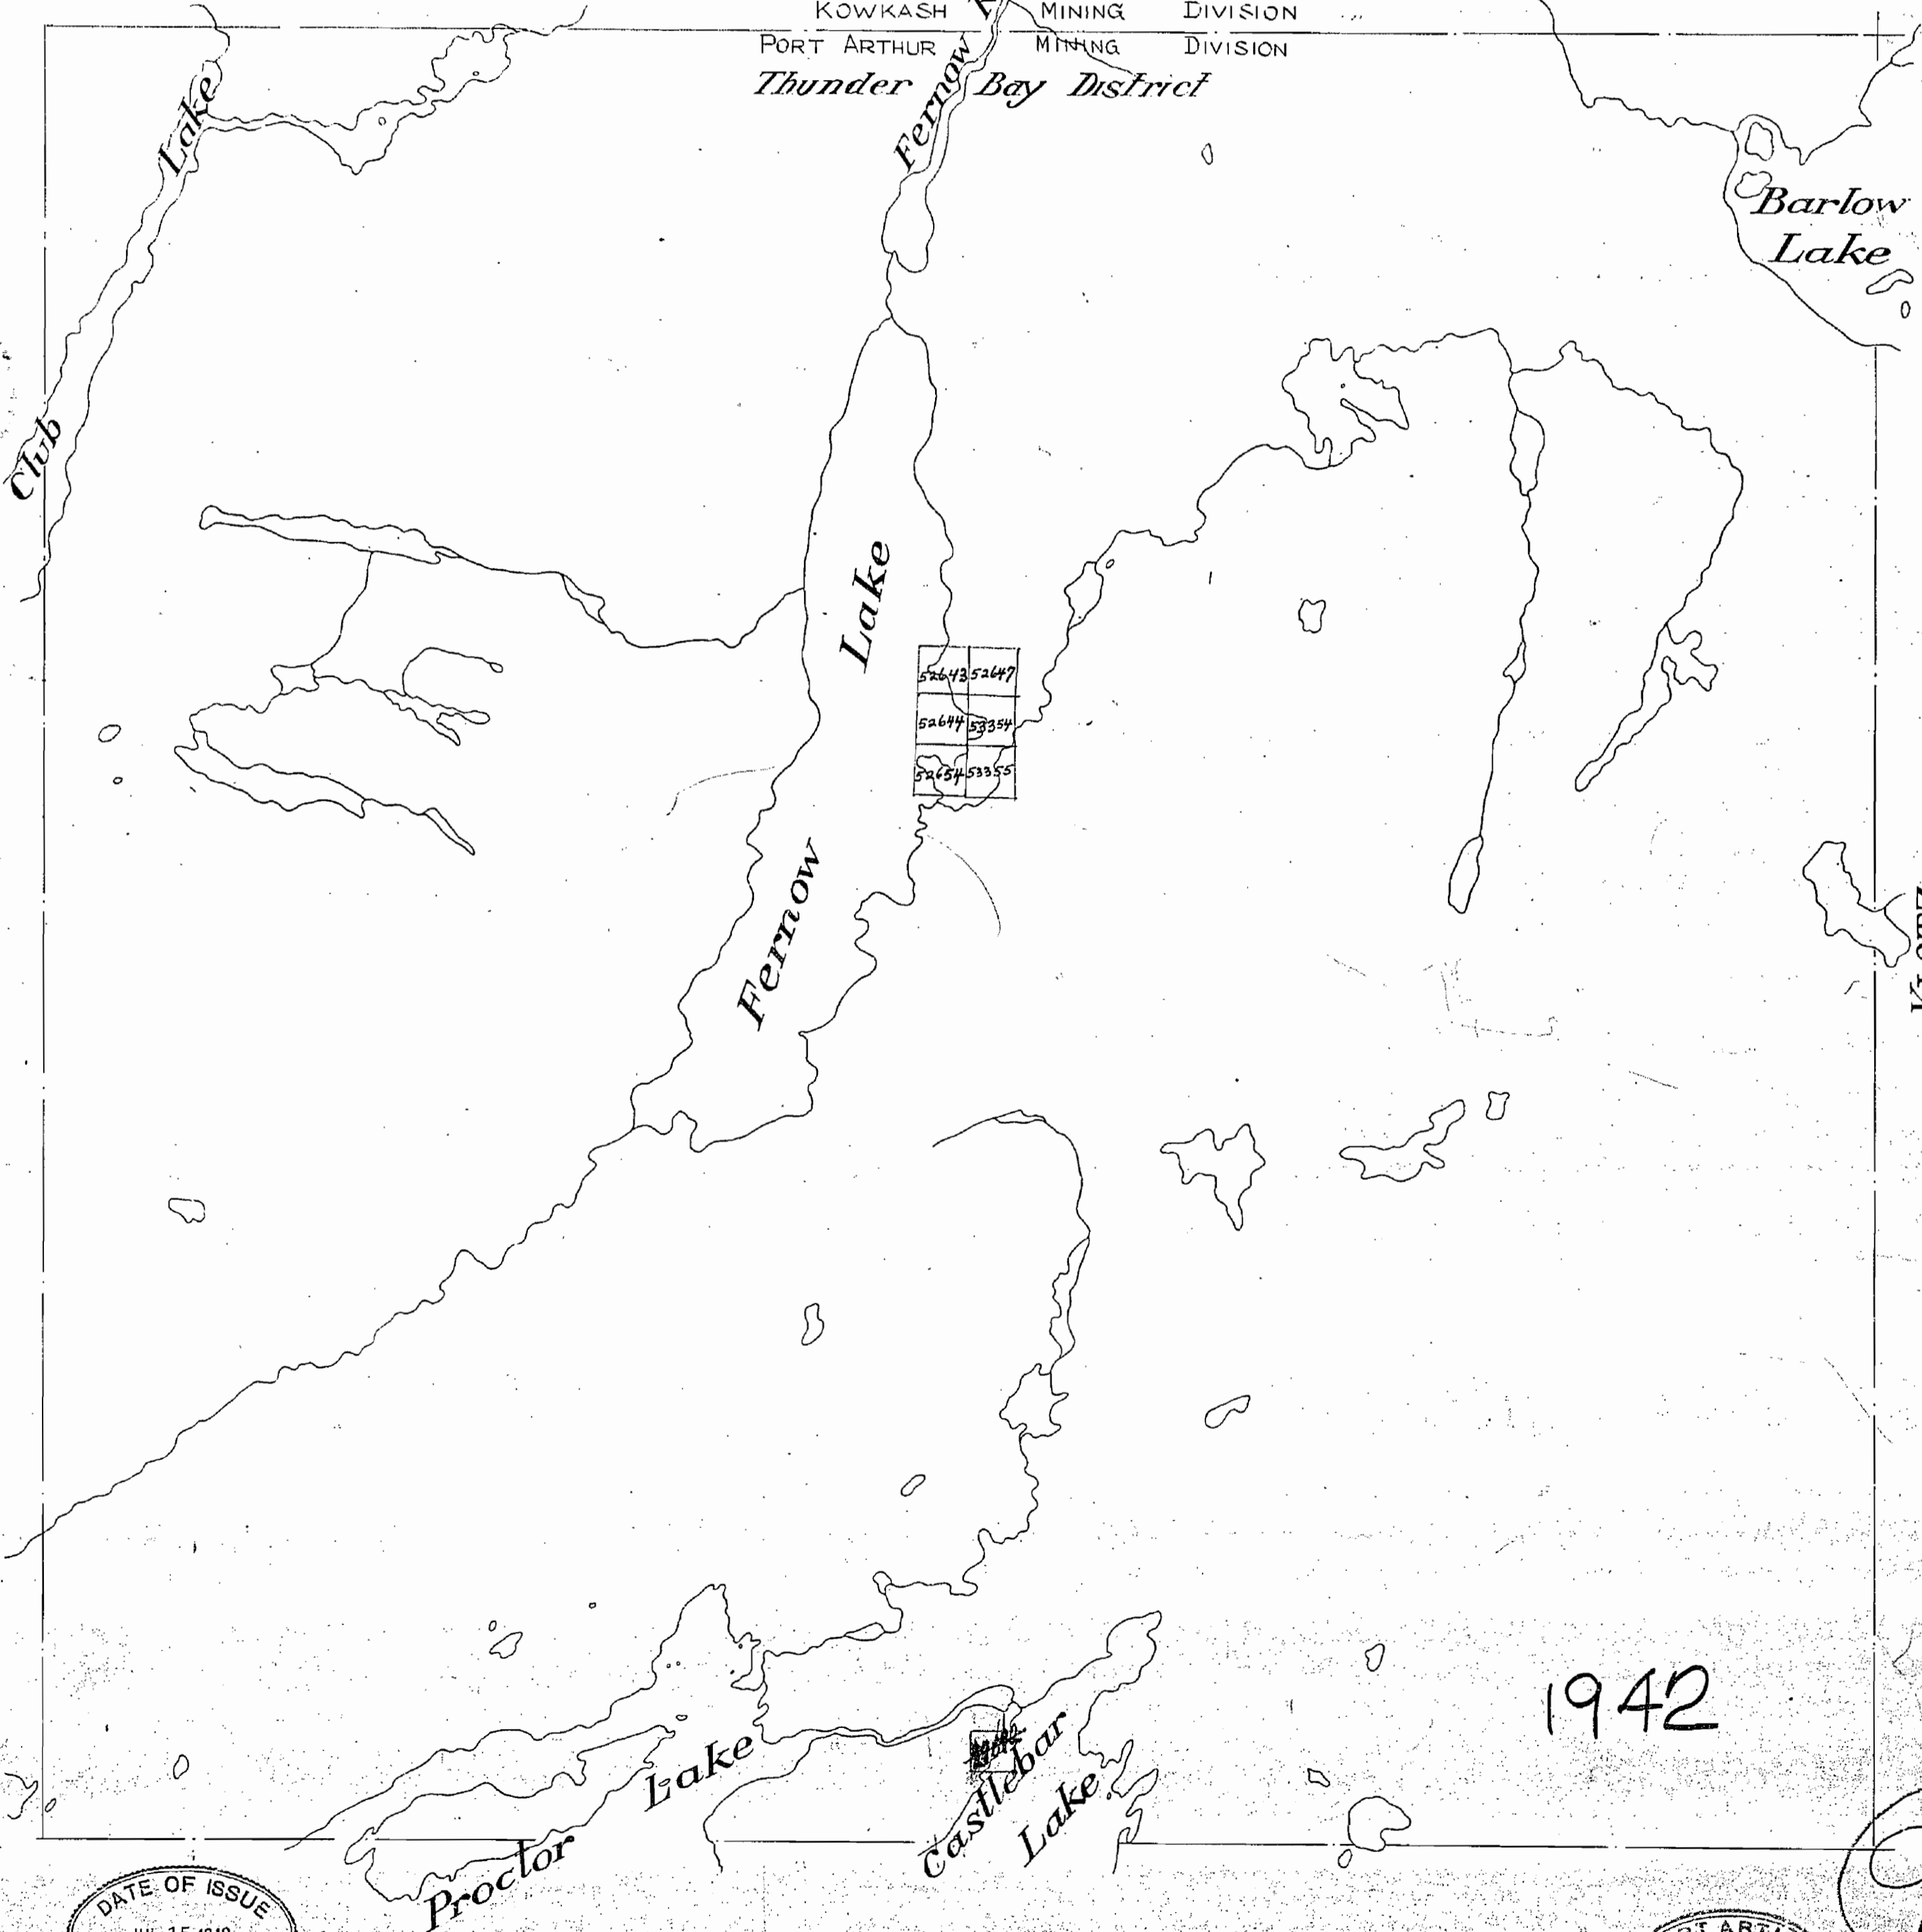 KOWKASH MINING DIVISION
PORT ARTHUR MINING DIVISION
Thunder Bay District
Fernow
Club Lake
Barlow
Lake
Fernow Lake
52643 52647
52644 53354
52654 53355
1942
Proctor Lake
Castlebar
Lake
DATE OF ISSUE